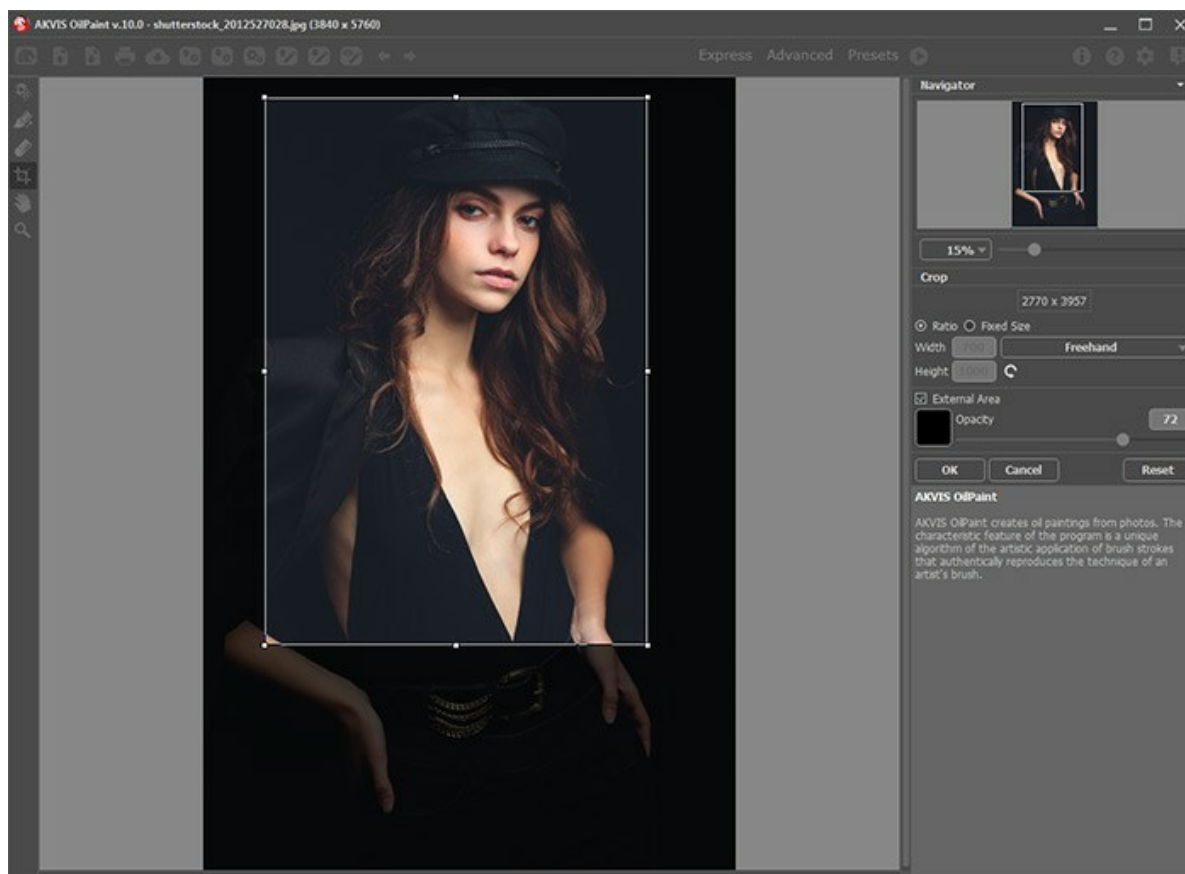 AKVIS OilPaint v.10.0 - shutterstock_2012527028.jpg (3840 x 5760)
Express Advanced Presets
Navigator
15%
Crop
2770 x 3957
Ratio Fixed Size
Width 700 Freehand
Height 1000
External Area
Opacity 72
OK Cancel Reset
AKVIS OilPaint
AKVIS OilPaint creates oil paintings from photos. The
characteristic feature of the program is a unique
algorithm of the artistic application of brush strokes
that authentically reproduces the technique of an
artist's brush.